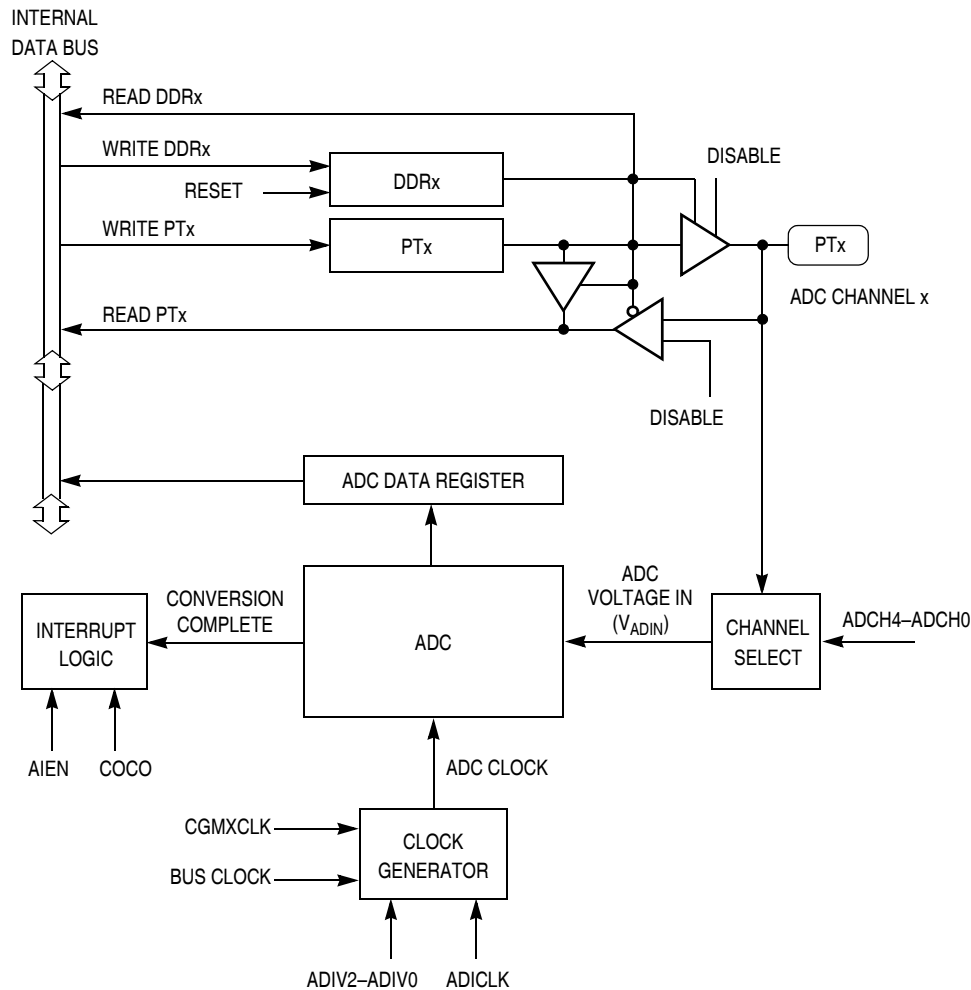 INTERNAL
DATA BUS
READ DDRx
WRITE DDRx
DISABLE
DDRx
RESET
WRITE PTx
PTx
PTx
ADC CHANNEL x
READ PTx
DISABLE
ADC DATA REGISTER
CONVERSION
COMPLETE
ADC
VOLTAGE IN
(VADIN)
INTERRUPT
LOGIC
ADC
CHANNEL
SELECT
ADCH4–ADCH0
AIEN
COCO
ADC CLOCK
CGMXCLK
CLOCK
GENERATOR
BUS CLOCK
ADIV2–ADIV0
ADICLK